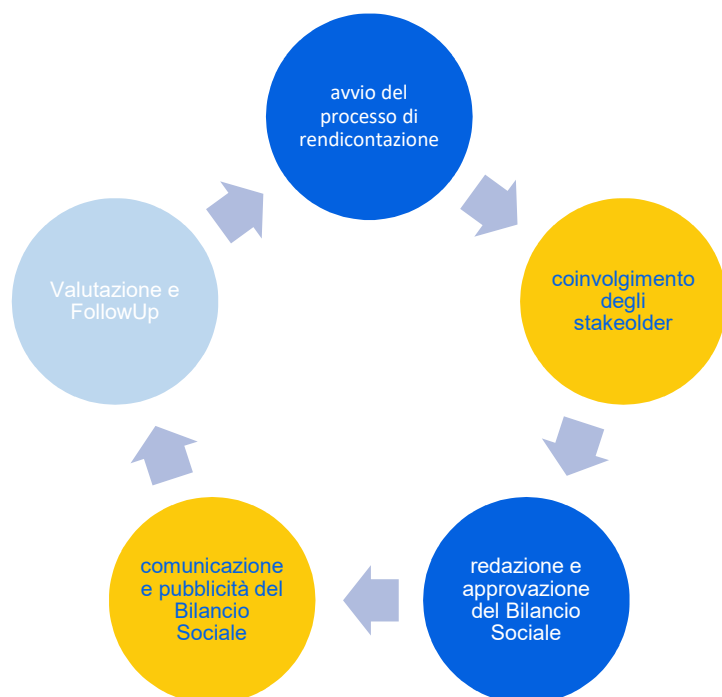 avvio del
processo di
rendicontazione
coinvolgimento
degli
stakeolder
redazione e
approvazione
del Bilancio
Sociale
comunicazione
e pubblicità del
Bilancio
Sociale
Valutazione e
FollowUp